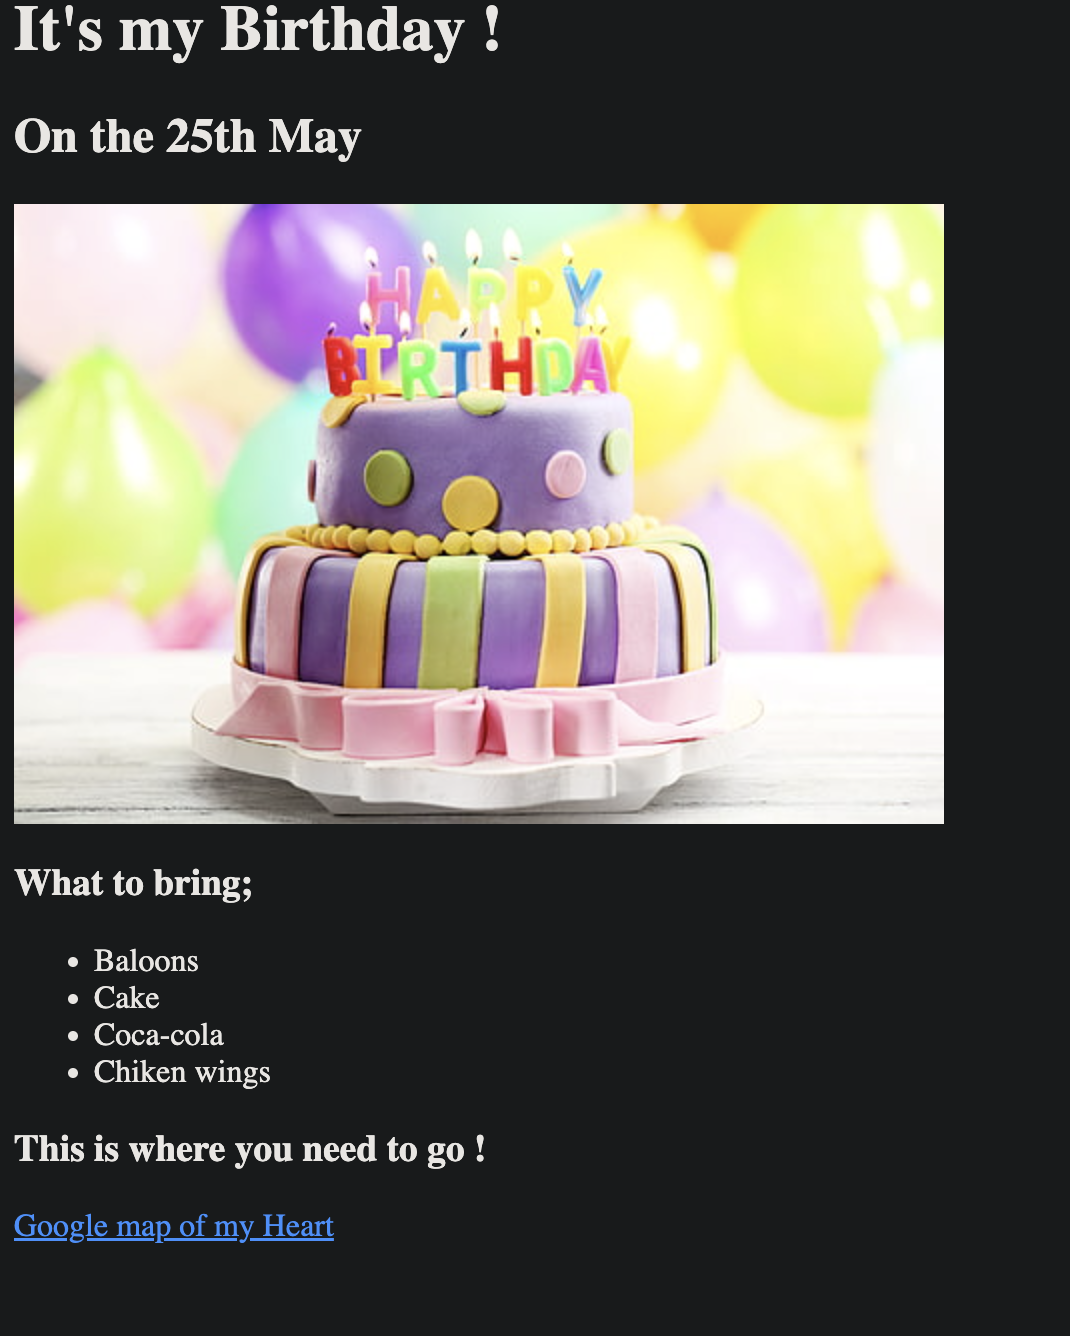 It's my Birthday !
On the 25th May
HAPPY
BIRTHDAY
What to bring;
Baloons
Cake
Coca-cola
Chiken wings
This is where you need to go !
Google map of my Heart